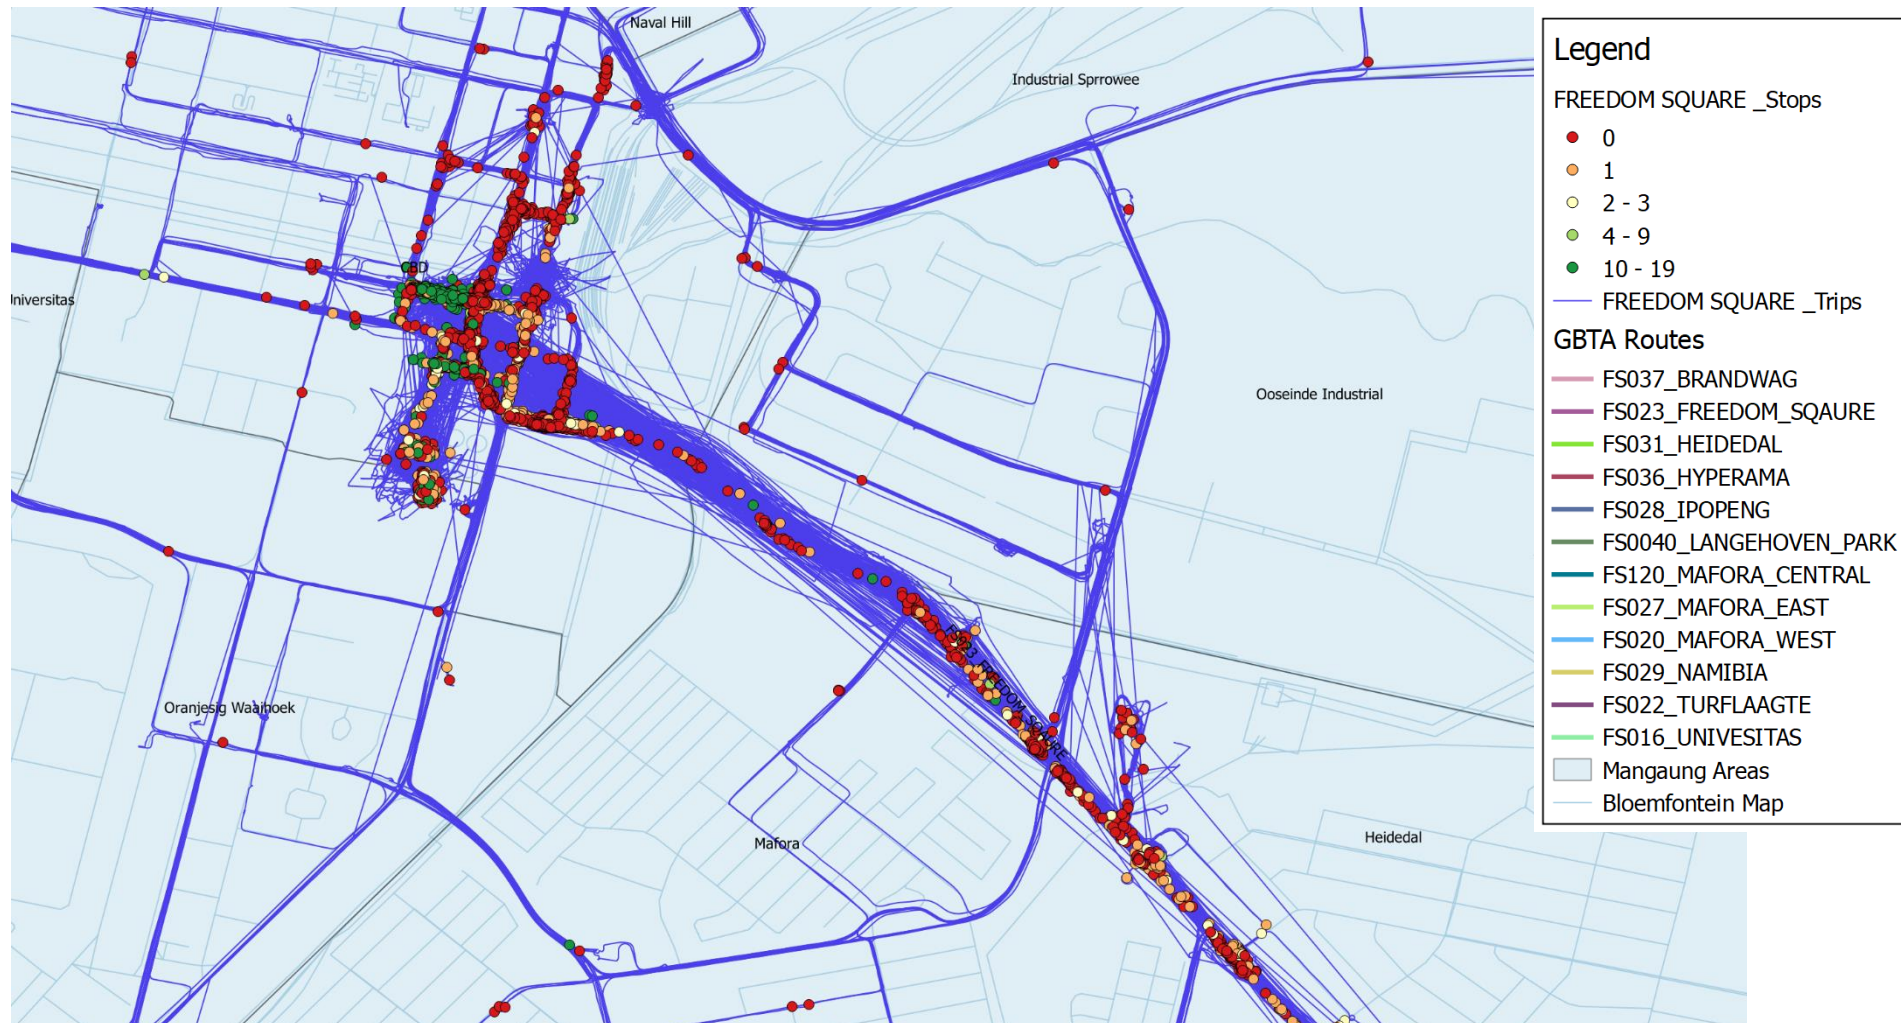 Naval Hill
Industrial Sprrowee
CBD
Universitas
Ooseinde Industrial
FS023_FREEDOM_SQAURE
Oranjesig Waaihoek
Mafora
Heidedal
Legend
FREEDOM SQUARE _Stops
0
1
2 - 3
4 - 9
10 - 19
FREEDOM SQUARE _Trips
GBTA Routes
FS037_BRANDWAG
FS023_FREEDOM_SQAURE
FS031_HEIDEDAL
FS036_HYPERAMA
FS028_IPOPENG
FS0040_LANGEHOVEN_PARK
FS120_MAFORA_CENTRAL
FS027_MAFORA_EAST
FS020_MAFORA_WEST
FS029_NAMIBIA
FS022_TURFLAAGTE
FS016_UNIVESITAS
Mangaung Areas
Bloemfontein Map